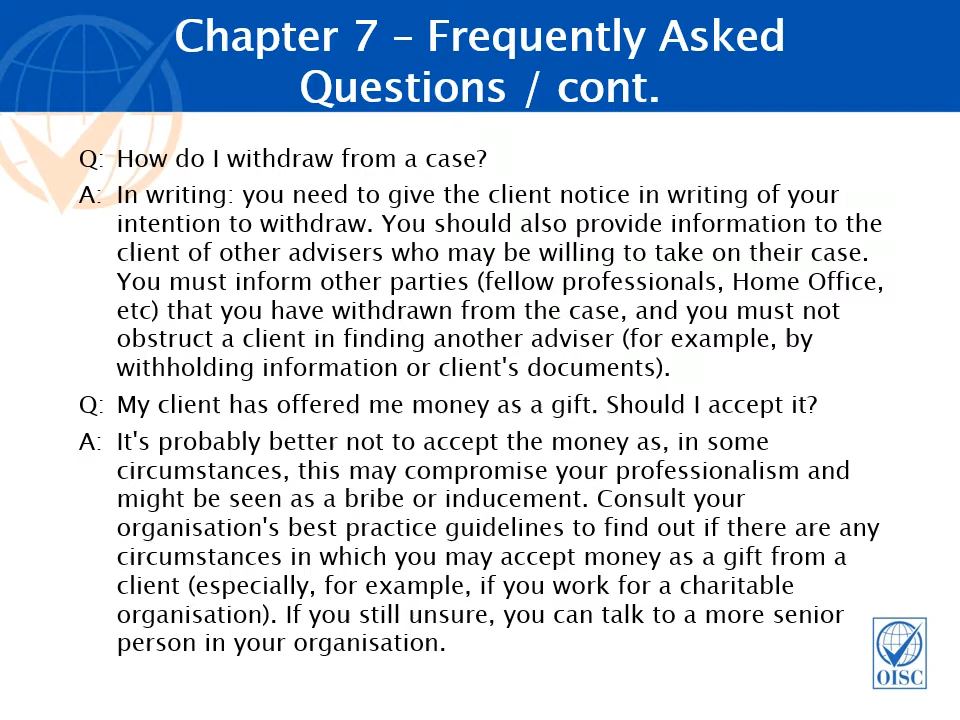 Chapter 7 – Frequently Asked
Questions / cont.
Q: How do I withdraw from a case?
A: In writing: you need to give the client notice in writing of your
intention to withdraw. You should also provide information to the
client of other advisers who may be willing to take on their case.
You must inform other parties (fellow professionals, Home Office,
etc) that you have withdrawn from the case, and you must not
obstruct a client in finding another adviser (for example, by
withholding information or client's documents).
Q: My client has offered me money as a gift. Should I accept it?
A: It's probably better not to accept the money as, in some
circumstances, this may compromise your professionalism and
might be seen as a bribe or inducement. Consult your
organisation's best practice guidelines to find out if there are any
circumstances in which you may accept money as a gift from a
client (especially, for example, if you work for a charitable
organisation). If you still unsure, you can talk to a more senior
person in your organisation.
OISC